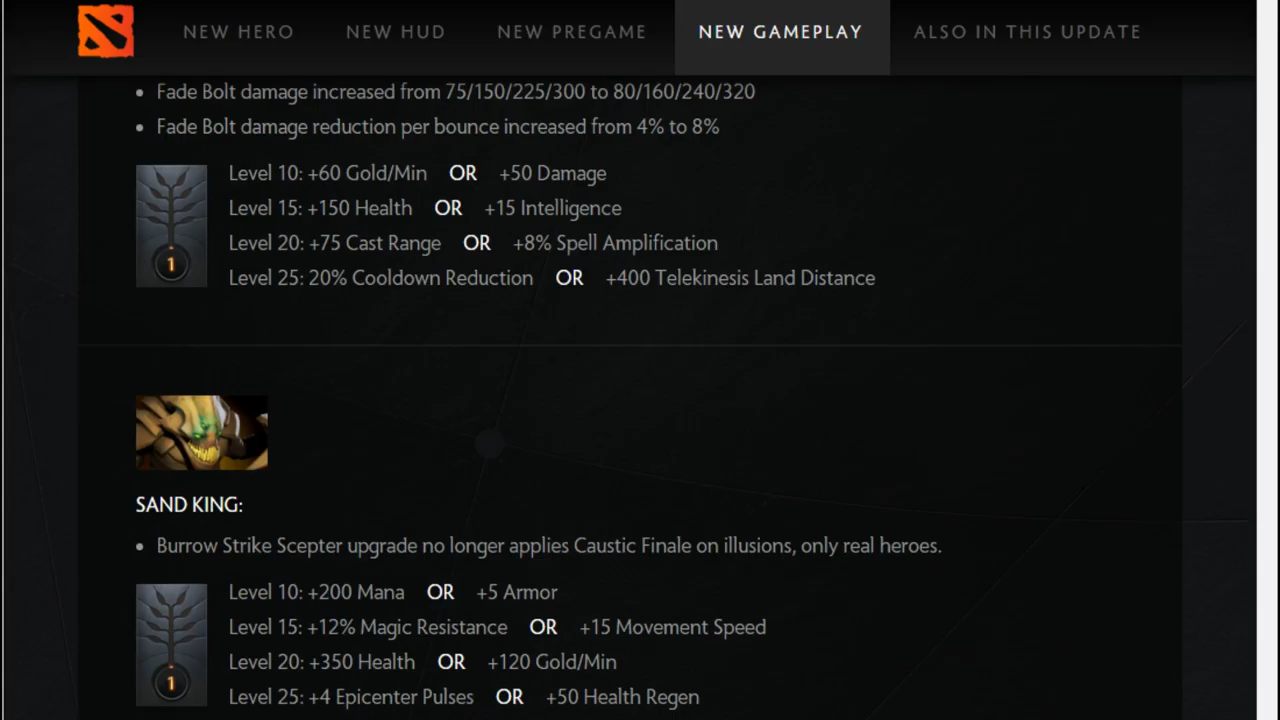 NEW HERO NEW HUD NEW PREGAME NEW GAMEPLAY ALSO IN THIS UPDATE
• Fade Bolt damage increased from 75/150/225/300 to 80/160/240/320
• Fade Bolt damage reduction per bounce increased from 4% to 8%
Level 10: +60 Gold/Min OR +50 Damage
Level 15: +150 Health OR +15 Intelligence
Level 20: +75 Cast Range OR +8% Spell Amplification
Level 25: 20% Cooldown Reduction OR +400 Telekinesis Land Distance
1
SAND KING:
• Burrow Strike Scepter upgrade no longer applies Caustic Finale on illusions, only real heroes.
Level 10: +200 Mana OR +5 Armor
Level 15: +12% Magic Resistance OR +15 Movement Speed
Level 20: +350 Health OR +120 Gold/Min
Level 25: +4 Epicenter Pulses OR +50 Health Regen
1